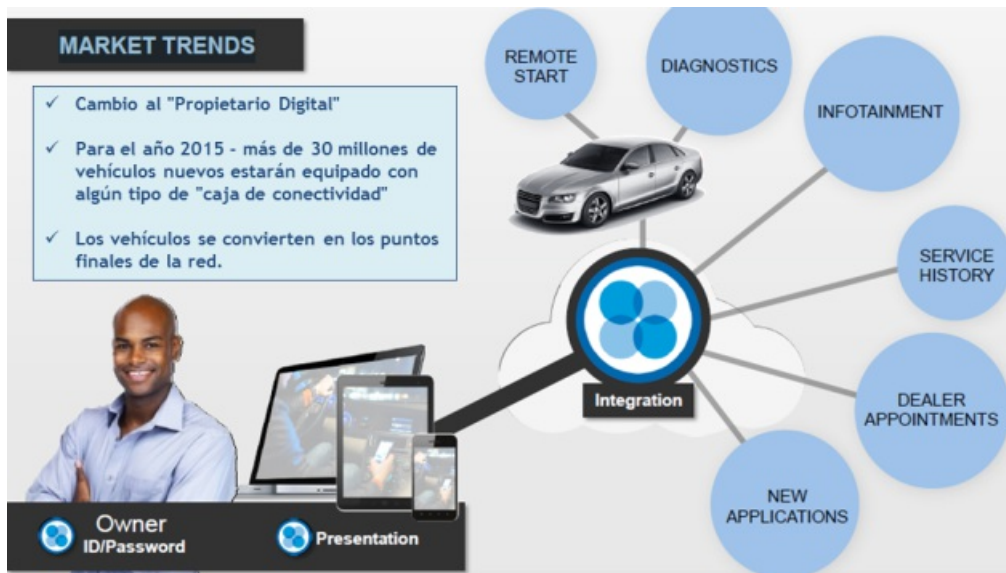 MARKET TRENDS
✓ Cambio al "Propietario Digital"
✓ Para el año 2015 - más de 30 millones de
vehículos nuevos estarán equipado con
algún tipo de "caja de conectividad"
✓ Los vehículos se convierten en los puntos
finales de la red.
REMOTE
START
DIAGNOSTICS
INFOTAINMENT
SERVICE
HISTORY
DEALER
APPOINTMENTS
NEW
APPLICATIONS
Integration
Owner
ID/Password
Presentation